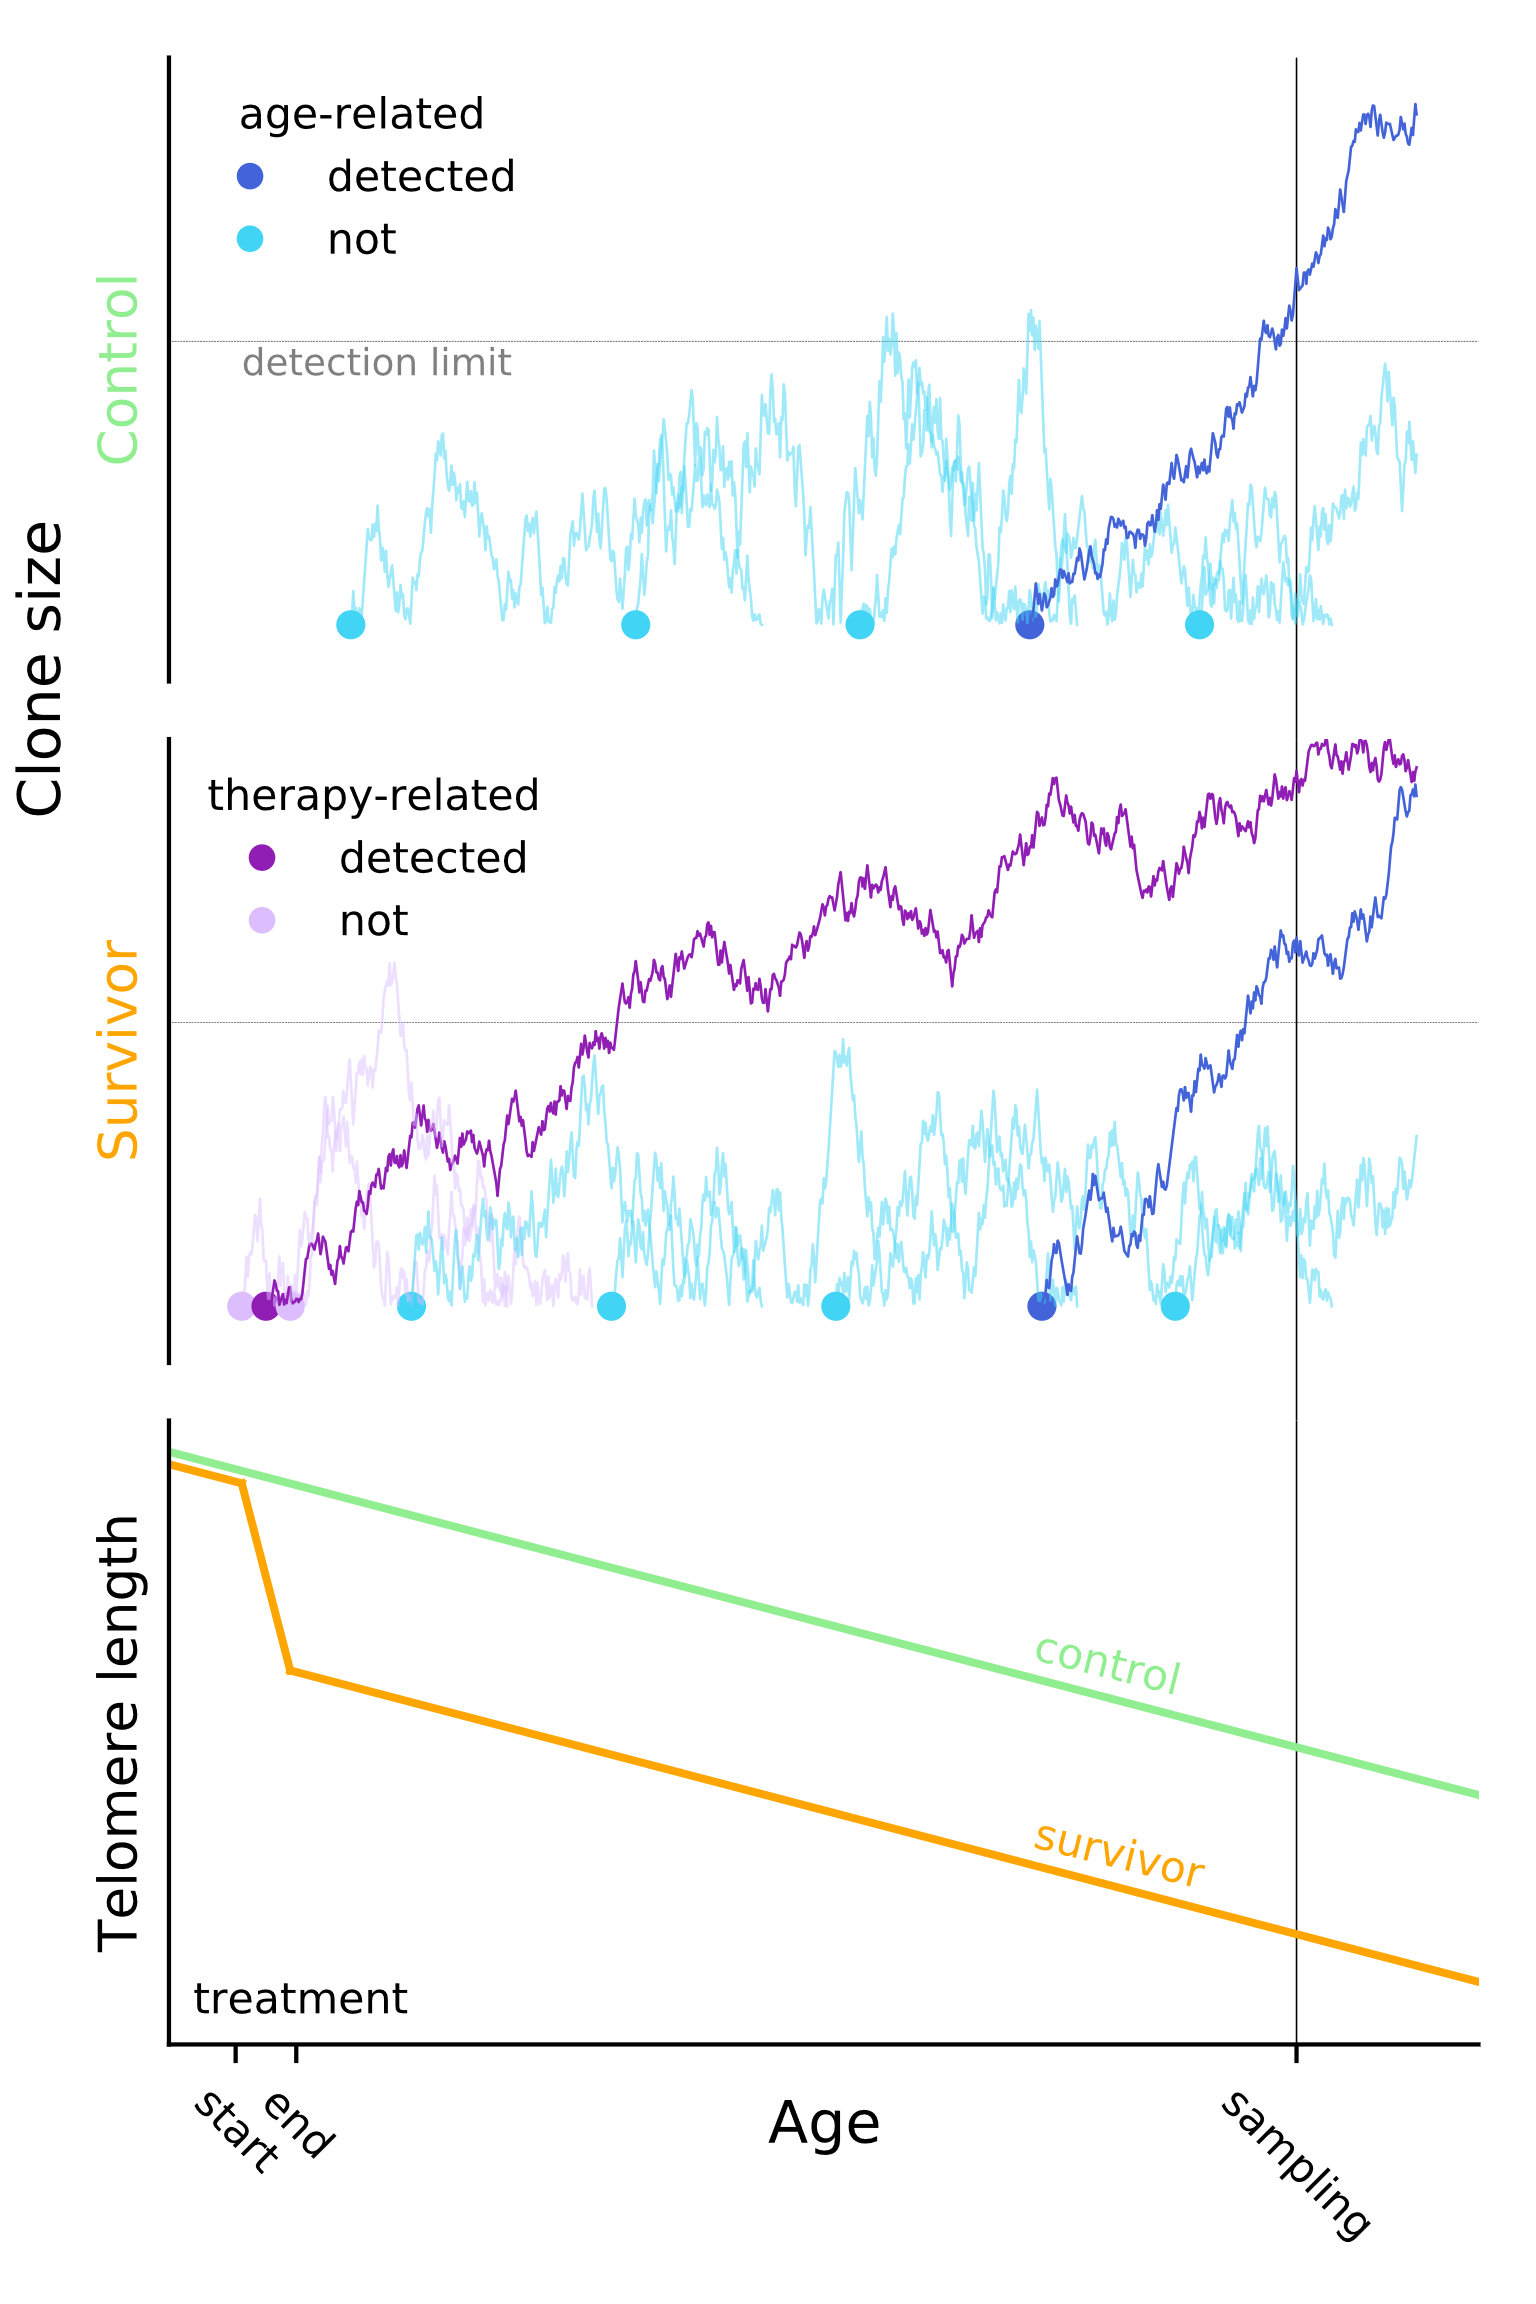 Clone size
Control
age-related
detected
not
detection limit
Survivor
therapy-related
detected
not
Telomere length
control
survivor
treatment
start
end
Age
sampling